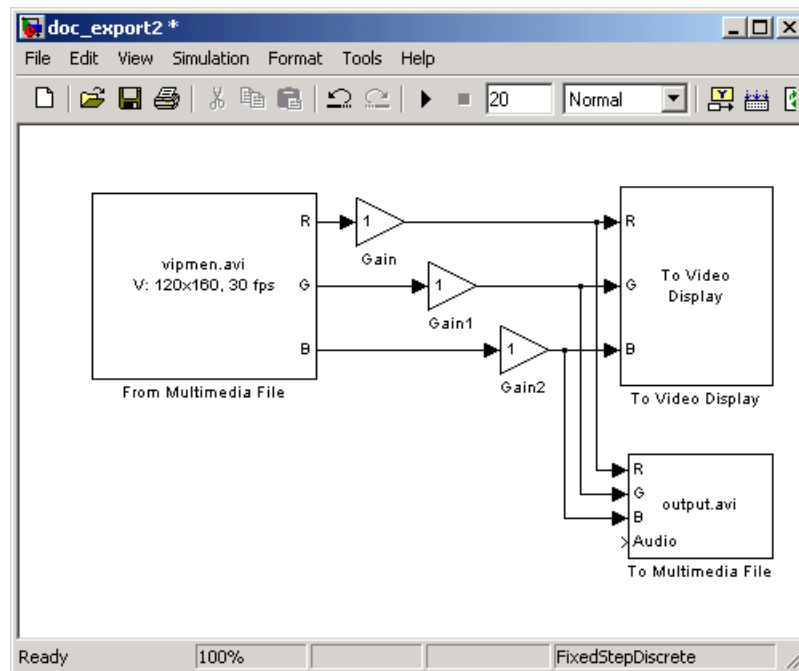 doc_export2 *
File Edit View Simulation Format Tools Help
20 Normal
vipmen.avi
V: 120x160, 30 fps
R
G
B
From Multimedia File
1
Gain
1
Gain1
1
Gain2
R
G
B
To Video
Display
To Video Display
R
G
B
Audio
output.avi
To Multimedia File
Ready 100% FixedStepDiscrete